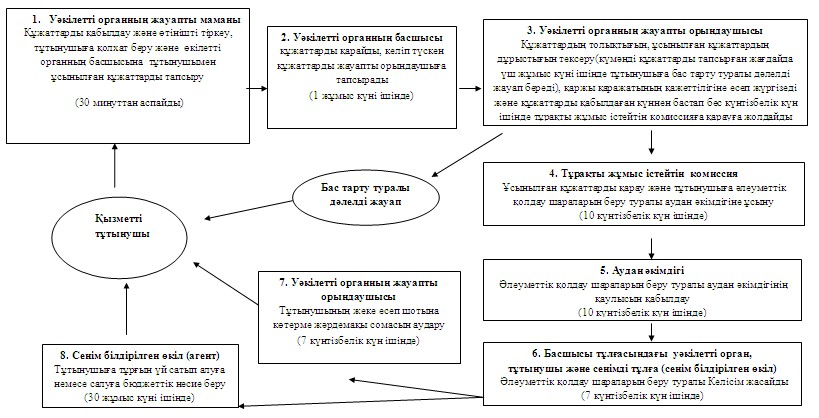 1. Уәкілетті органның жауапты маманы
Құжаттарды қабылдау және өтінішті тіркеу,
тұтынушыға қолхат беру және әкілетті
органның басшысына тұтынушымен
ұсынылған құжаттарды тапсыру
(30 минуттан аспайды)
2. Уәкілетті органның басшысы
құжаттарды қарайды, келіп түскен
құжаттарды жауапты орындаушыға
тапсырады
(1 жұмыс күні ішінде)
3. Уәкілетті органның жауапты орындаушысы
Құжаттардың толықтығын, ұсынылған құжаттардың
дұрыстығын тексеру(күмәнді құжаттар тапсырған жағдайда
үш жұмыс күні ішінде тұтынушыға бас тарту туралы дәлелді
жауап береді), қаржы қаражатының қажеттілігіне есеп жүргізеді
және құжаттарды қабылдаған күннен бастап бес күнтізбелік күн
ішінде тұрақты жұмыс істейтін комиссияға қарауға жолдайды
4. Тұрақты жұмыс істейтін комиссия
Ұсынылған құжаттарды қарау және тұтынушыға әлеуметтік
қолдау шараларын беру туралы аудан әкімдігіне ұсыну
(10 күнтізбелік күн ішінде)
Бас тарту туралы
дәлелді жауап
Қызметті
тұтынушы
5. Аудан әкімдігі
Әлеуметтік қолдау шараларын беру туралы аудан әкімдігінің
қаулысын қабылдау
(10 күнтізбелік күн ішінде)
7. Уәкілетті органның жауапты
орындаушысы
Тұтынушының жеке есеп шотына
көтерме жәрдемақы сомасын аудару
(7 күнтізбелік күн ішінде)
8. Сенім білдірілген өкіл (агент)
Тұтынушыға тұрғын үй сатып алуға
немесе салуға бюджеттік несие беру
(30 жұмыс күні ішінде)
6. Басшысы тұлғасындағы уәкілетті орган,
тұтынушы және сенімді тұлға (сенім білдірілген өкіл)
Әлеуметтік қолдау шараларын беру туралы Келісім жасайды
(7 күнтізбелік күн ішінде)